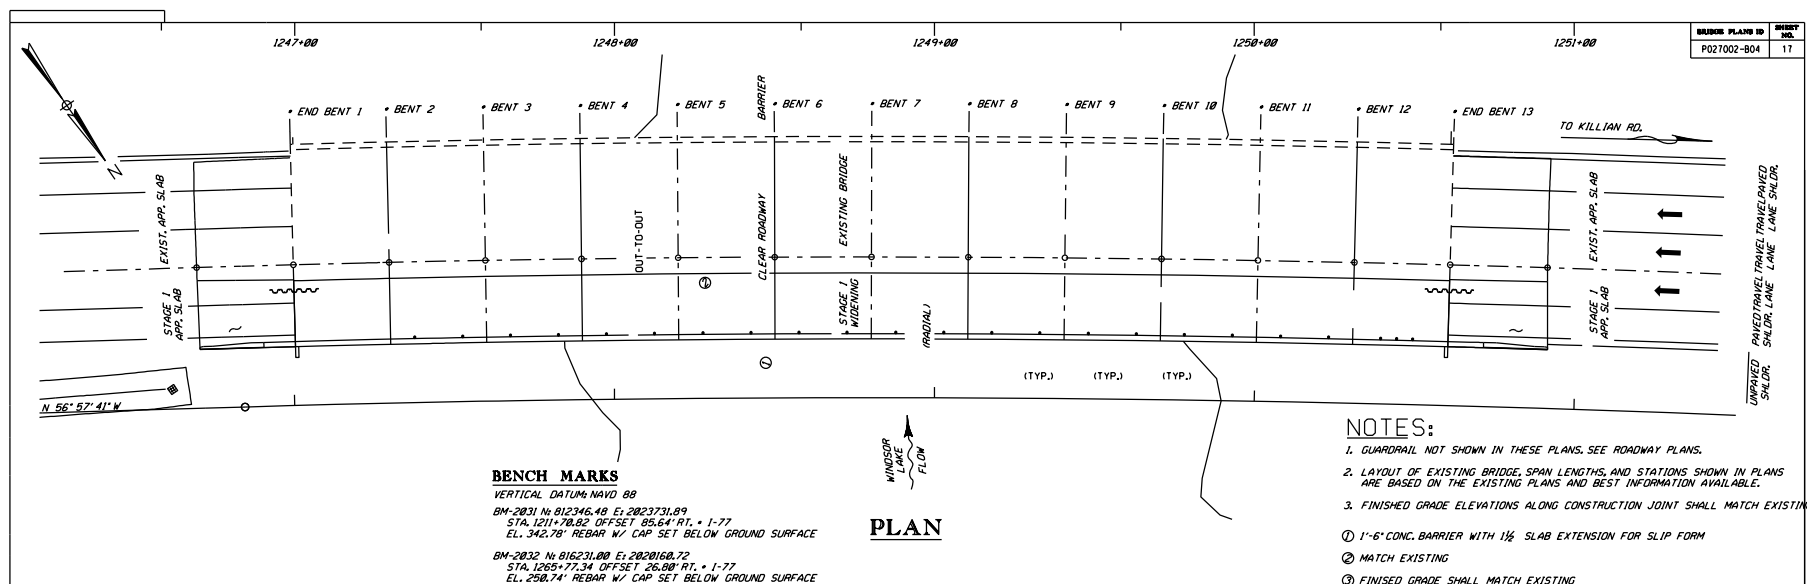 BRIDGE PLANS ID
SHEET NO.
P027002-B04
17
1247+00
1248+00
1249+00
1250+00
1251+00
END BENT 1
BENT 2
BENT 3
BENT 4
BENT 5
BENT 6
BENT 7
BENT 8
BENT 9
BENT 10
BENT 11
BENT 12
END BENT 13
BARRIER
TO KILLIAN RD.
N
EXIST. APP. SLAB
OUT-TO-OUT
CLEAR ROADWAY
EXISTING BRIDGE
EXIST. APP. SLAB
PAVED SHLDR.
TRAVEL LANE
TRAVEL LANE
TRAVEL LANE
PAVED SHLDR.
UNPAVED SHLDR.
STAGE 1
APP. SLAB
2
STAGE 1
WIDENING
(RADIAL)
STAGE 1
APP. SLAB
1
(TYP.)
(TYP.)
(TYP.)
N 56° 57' 41" W
WINDSOR
LAKE
FLOW
PLAN
BENCH MARKS
VERTICAL DATUM: NAVD 88
BM-2031 N: 812346.48 E: 2023731.89
STA. 1211+70.82 OFFSET 85.64' RT. • I-77
EL. 342.78' REBAR W/ CAP SET BELOW GROUND SURFACE
BM-2032 N: 816231.00 E: 2020160.72
STA. 1265+77.34 OFFSET 26.80' RT. • I-77
EL. 250.74' REBAR W/ CAP SET BELOW GROUND SURFACE
NOTES:
1. GUARDRAIL NOT SHOWN IN THESE PLANS. SEE ROADWAY PLANS.
2. LAYOUT OF EXISTING BRIDGE, SPAN LENGTHS, AND STATIONS SHOWN IN PLANS
ARE BASED ON THE EXISTING PLANS AND BEST INFORMATION AVAILABLE.
3. FINISHED GRADE ELEVATIONS ALONG CONSTRUCTION JOINT SHALL MATCH EXISTIN
1 1'-6" CONC. BARRIER WITH 1½ SLAB EXTENSION FOR SLIP FORM
2 MATCH EXISTING
3 FINISED GRADE SHALL MATCH EXISTING